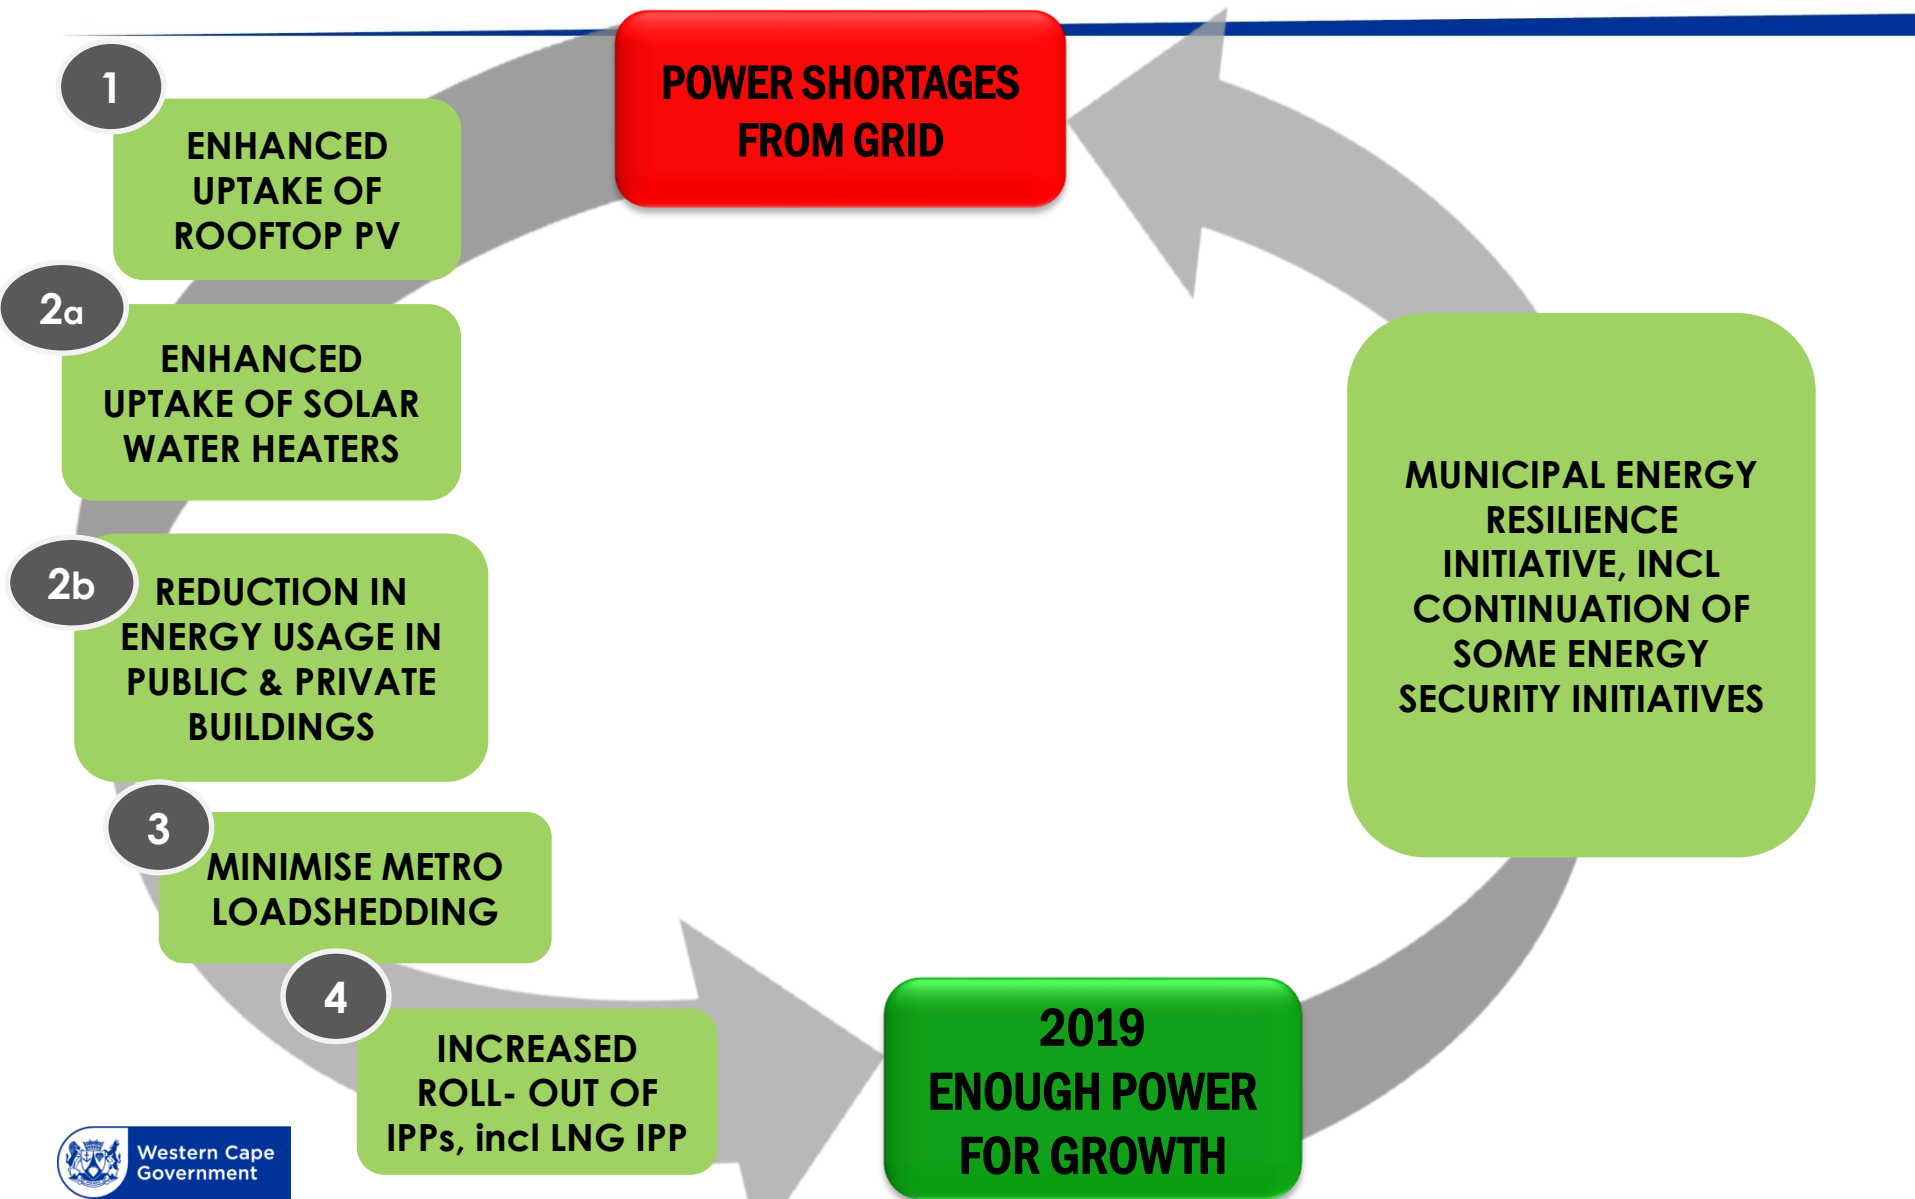 POWER SHORTAGES
FROM GRID
1
ENHANCED
UPTAKE OF
ROOFTOP PV
2a
ENHANCED
UPTAKE OF SOLAR
WATER HEATERS
2b
REDUCTION IN
ENERGY USAGE IN
PUBLIC & PRIVATE
BUILDINGS
3
MINIMISE METRO
LOADSHEDDING
4
INCREASED
ROLL- OUT OF
IPPs, incl LNG IPP
2019
ENOUGH POWER
FOR GROWTH
MUNICIPAL ENERGY
RESILIENCE
INITIATIVE, INCL
CONTINUATION OF
SOME ENERGY
SECURITY INITIATIVES
Western Cape
Government